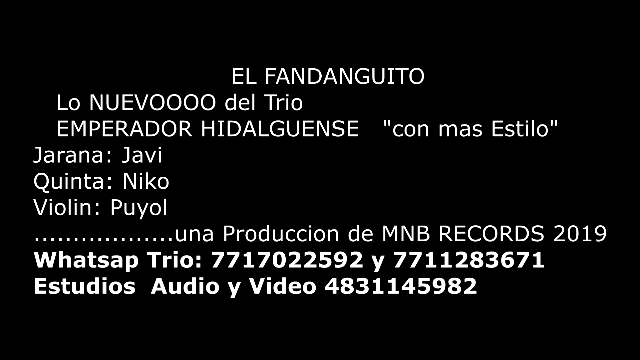 EL FANDANGUITO
Lo NUEVOOOO del Trio
EMPERADOR HIDALGUENSE "con mas Estilo"
Jarana: Javi
Quinta: Niko
Violin: Puyol
..................una Produccion de MNB RECORDS 2019
Whatsap Trio: 7717022592 y 7711283671
Estudios Audio y Video 4831145982